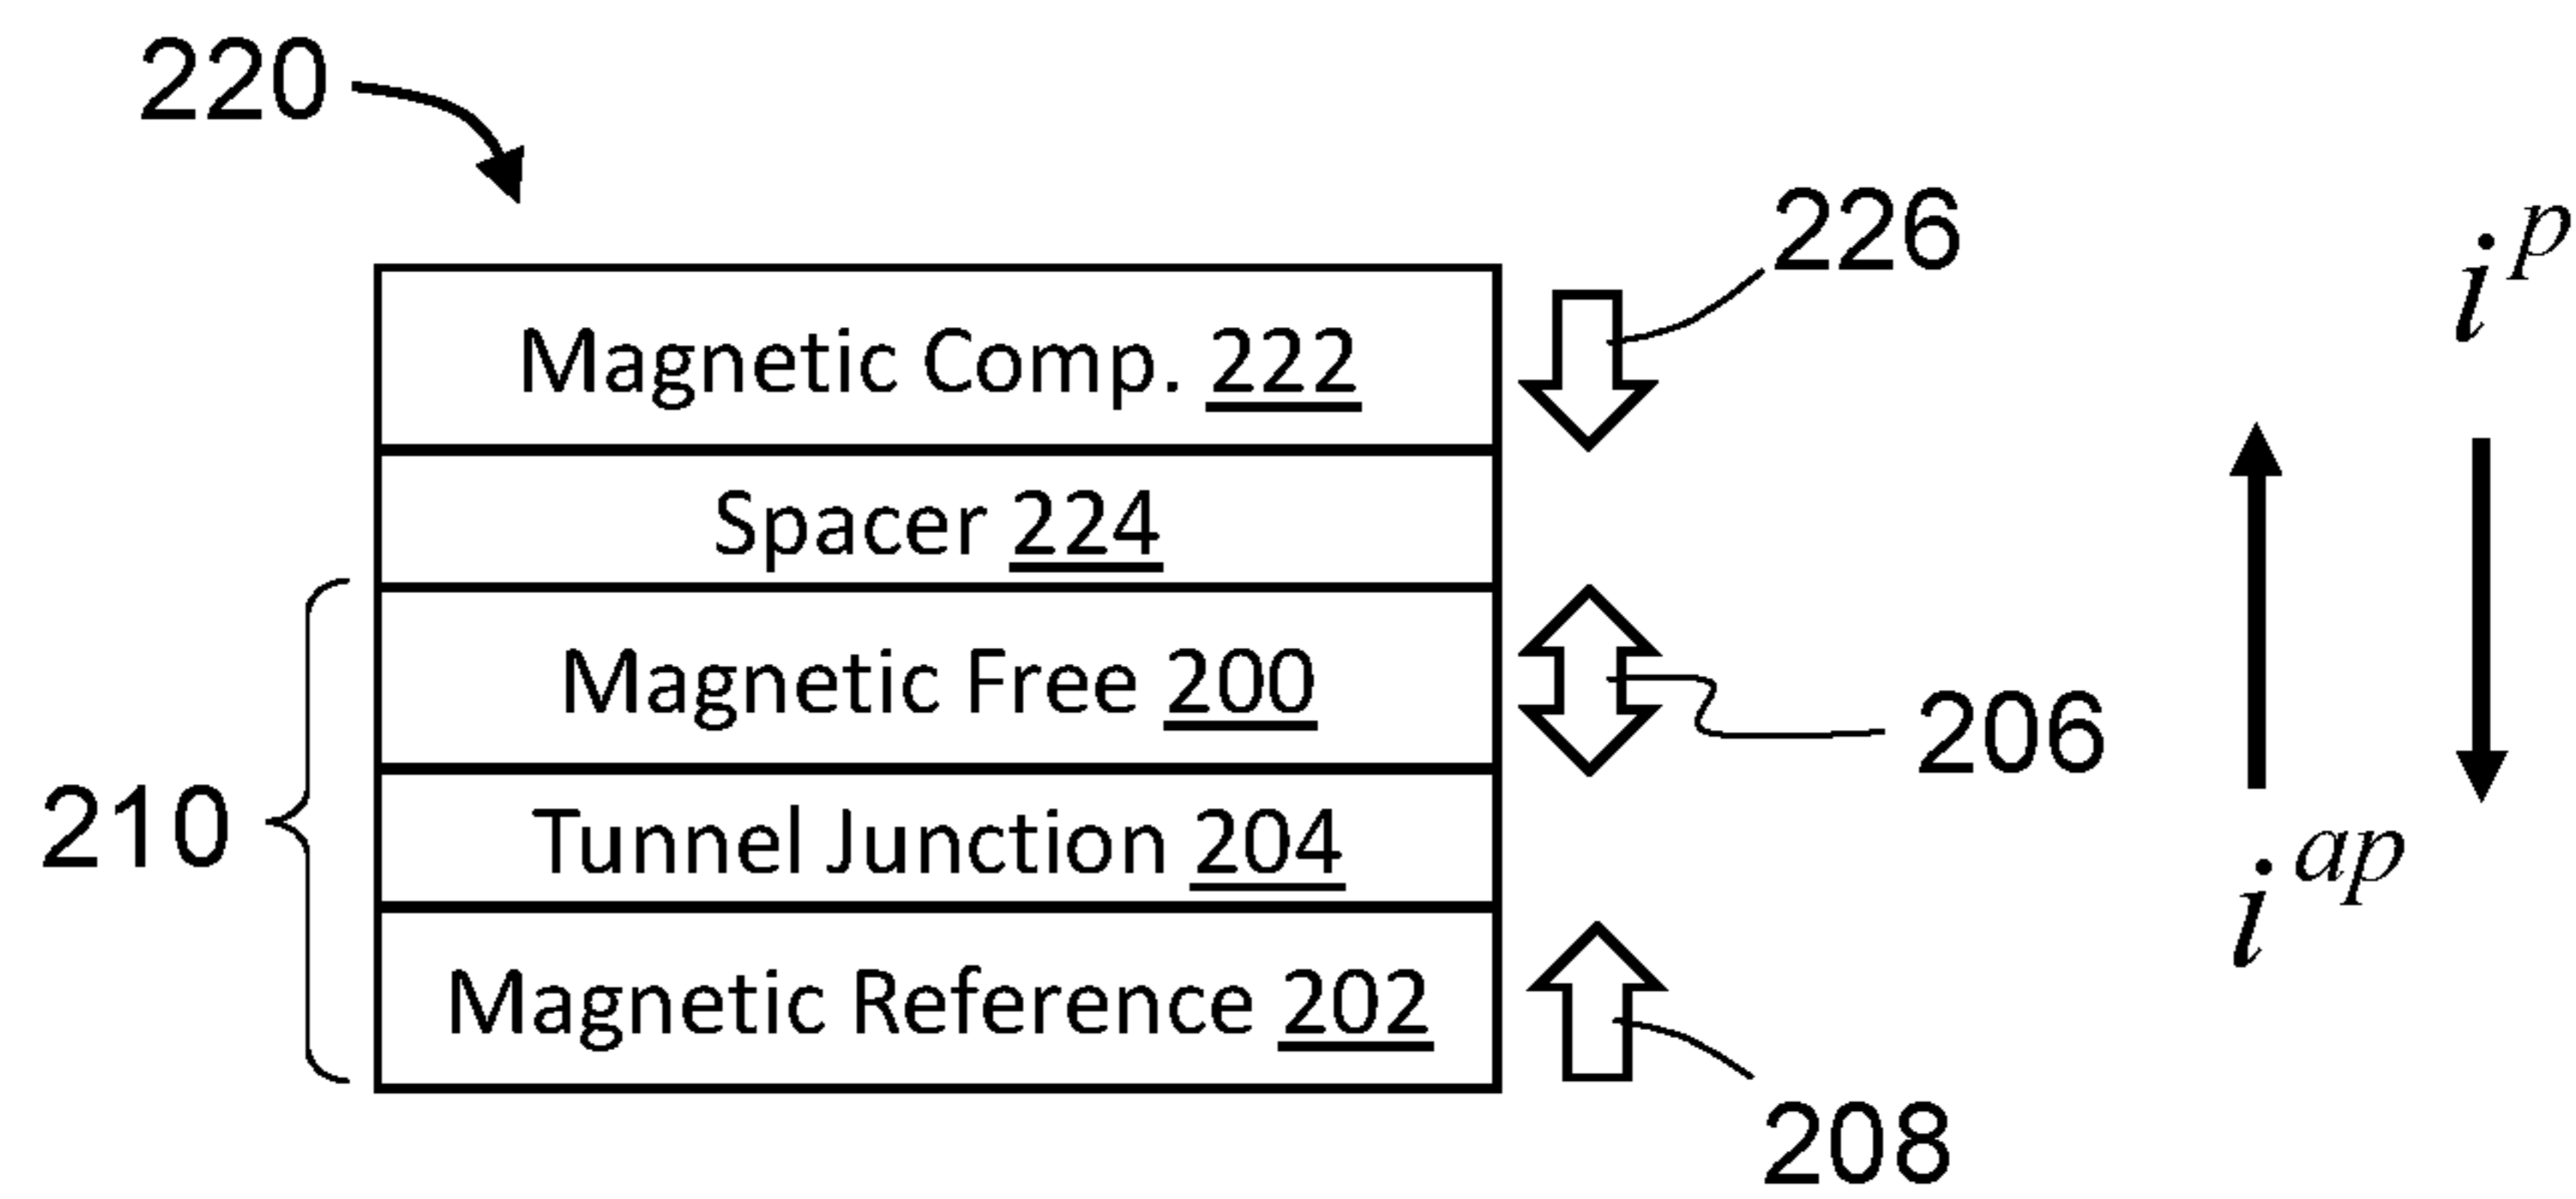 220
226
i^p
Magnetic Comp. 222
Spacer 224
Magnetic Free 200
206
210
Tunnel Junction 204
i^ap
Magnetic Reference 202
208